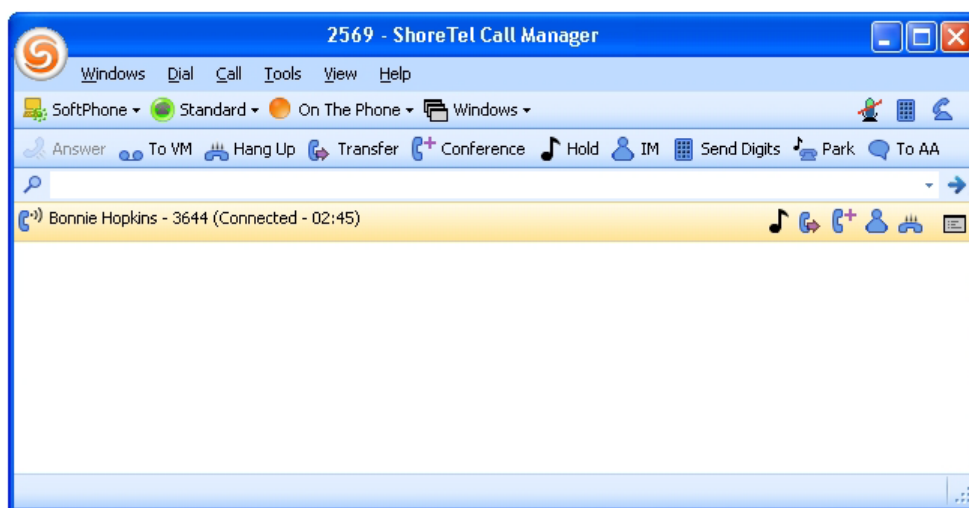 2569 - ShoreTel Call Manager
Windows Dial Call Tools View Help
SoftPhone Standard On The Phone Windows
Answer To VM Hang Up Transfer Conference Hold IM Send Digits Park To AA
Bonnie Hopkins - 3644 (Connected - 02:45)